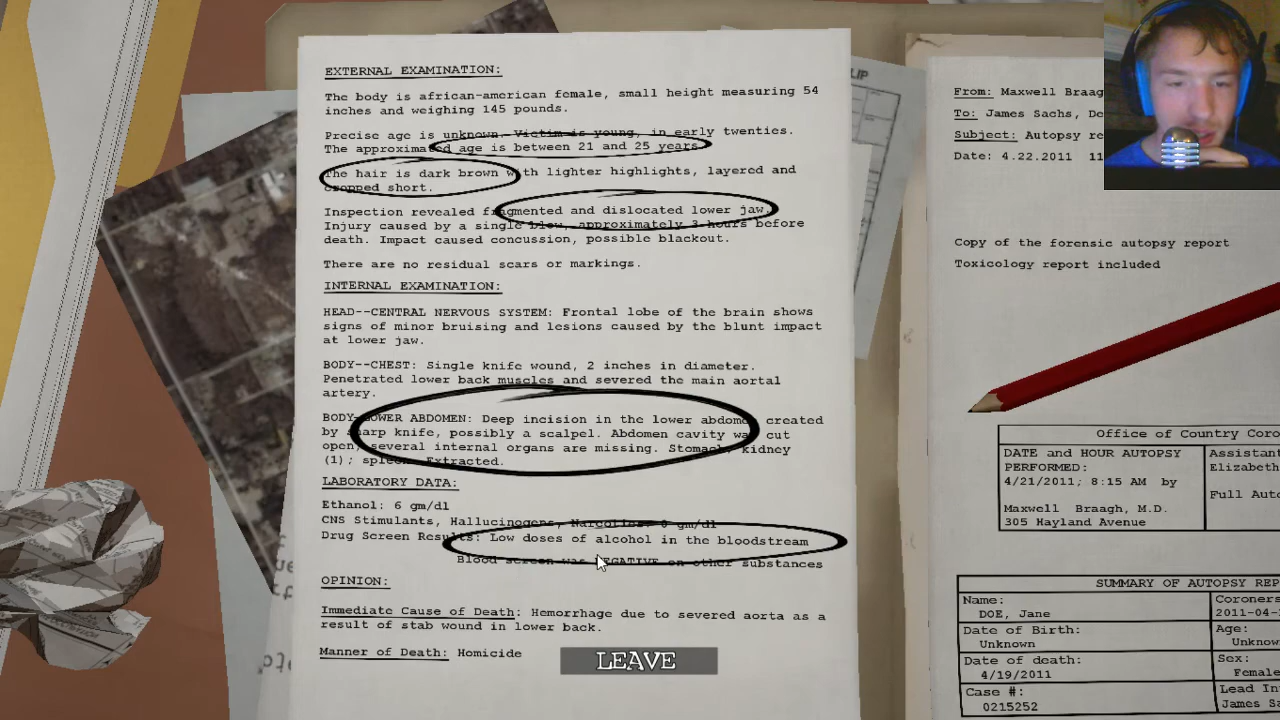 EXTERNAL EXAMINATION:
The body is african-american female, small height measuring 54
inches and weighing 145 pounds.
Precise age is unknown. Victim is young, in early twenties.
The approximated age is between 21 and 25 years.
The hair is dark brown with lighter highlights, layered and
cropped short.
Inspection revealed fragmented and dislocated lower jaw.
Injury caused by a single blow, approximately 3 hours before
death. Impact caused concussion, possible blackout.
There are no residual scars or markings.
INTERNAL EXAMINATION:
HEAD--CENTRAL NERVOUS SYSTEM: Frontal lobe of the brain shows
signs of minor bruising and lesions caused by the blunt impact
at lower jaw.
BODY--CHEST: Single knife wound, 2 inches in diameter.
Penetrated lower back muscles and severed the main aortal
artery.
BODY-LOWER ABDOMEN: Deep incision in the lower abdomen created
by sharp knife, possibly a scalpel. Abdomen cavity was cut
open, several internal organs are missing. Stomach, kidney
(1); spleen. Extracted.
LABORATORY DATA:
Ethanol: 6 gm/dl
CNS Stimulants, Hallucinogens, Narcotics: 0 gm/dl
Drug Screen Results: Low doses of alcohol in the bloodstream
Blood screen was NEGATIVE on other substances
OPINION:
Immediate Cause of Death: Hemorrhage due to severed aorta as a
result of stab wound in lower back.
Manner of Death: Homicide
LEAVE
LIP
From: Maxwell Braag
To: James Sachs, De
Subject: Autopsy re
Date: 4.22.2011 11
Copy of the forensic autopsy report
Toxicology report included
Office of Country Coro
DATE and HOUR AUTOPSY
PERFORMED:
4/21/2011; 8:15 AM by
Maxwell Braagh, M.D.
305 Hayland Avenue
Assistant
Elizabeth
Full Auto
SUMMARY OF AUTOPSY REP
Name:
DOE, Jane
Coroners
2011-04-
Date of Birth:
Unknown
Age:
Unknow
Date of death:
4/19/2011
Sex:
Female
Case #:
0215252
Lead In
James S